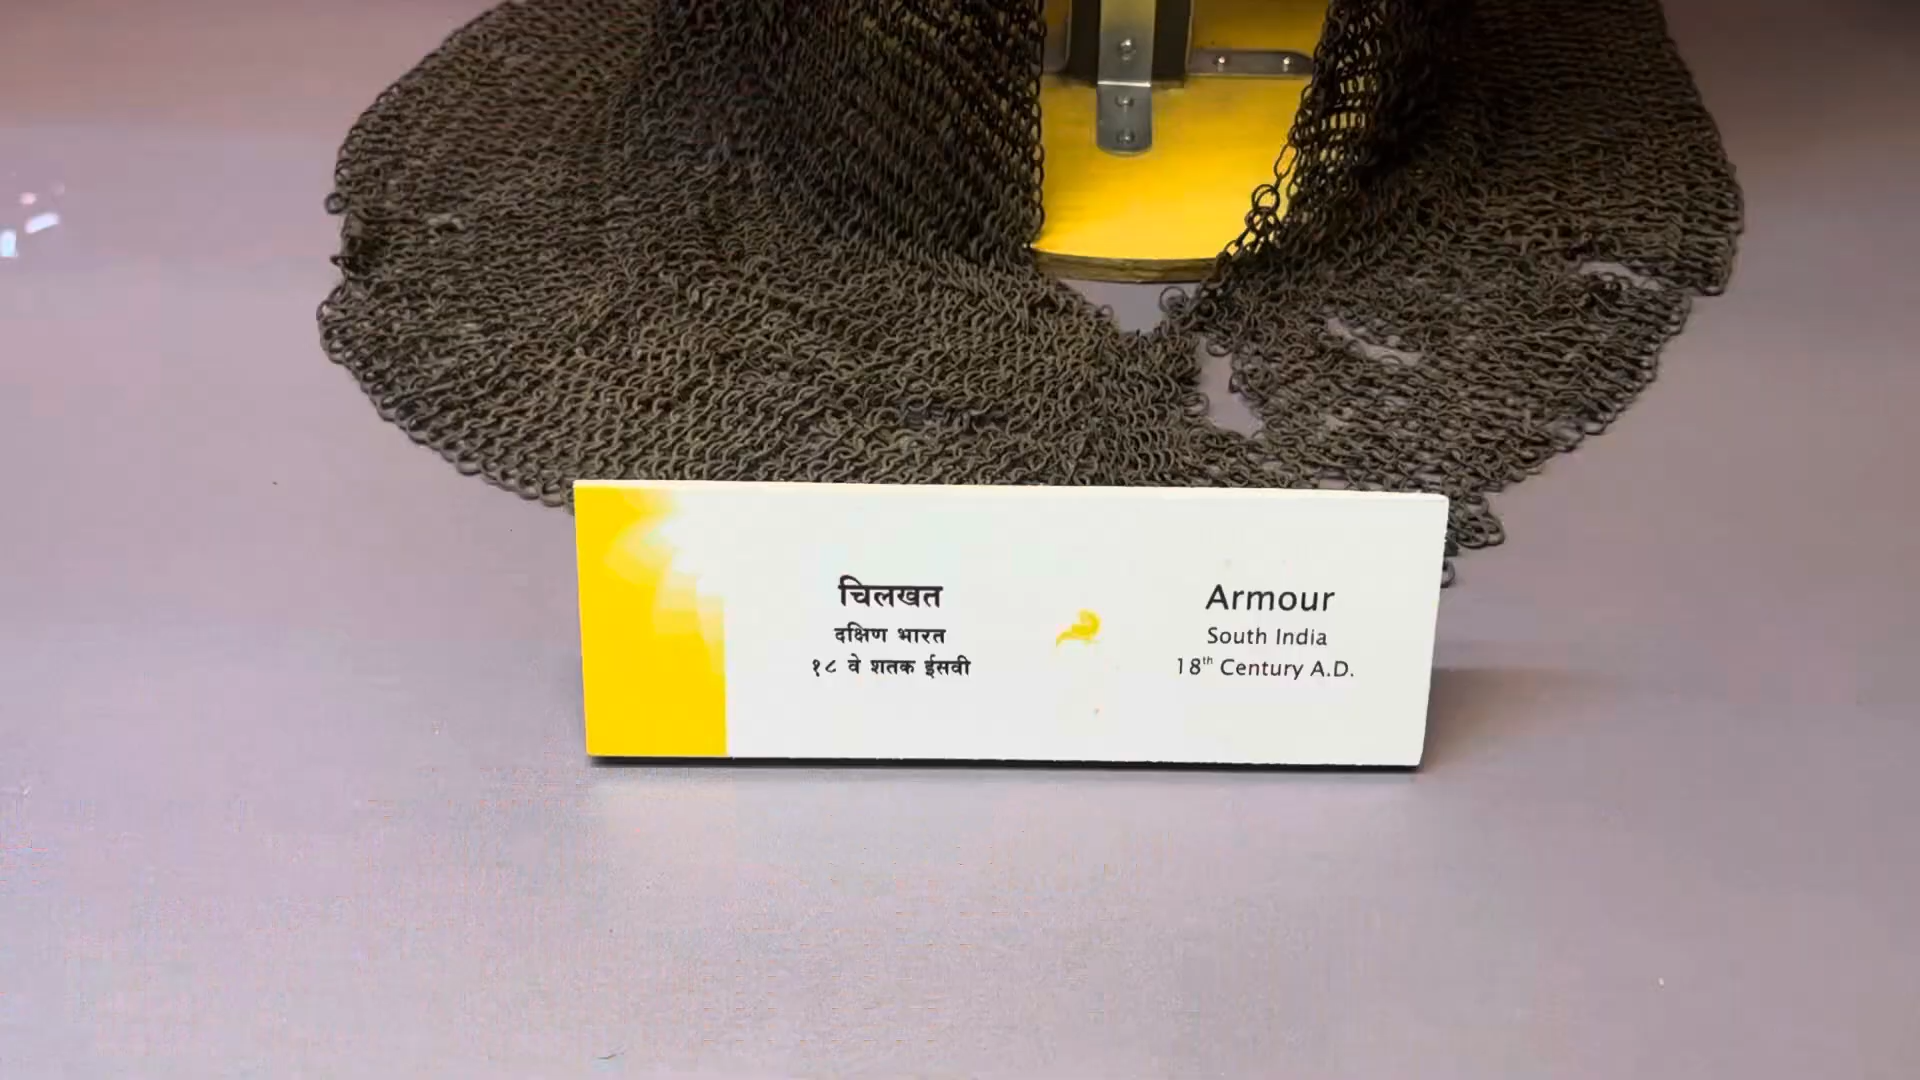 चिलखत
दक्षिण भारत
१८ वे शतक ईसवी
Armour
South India
18th Century A.D.